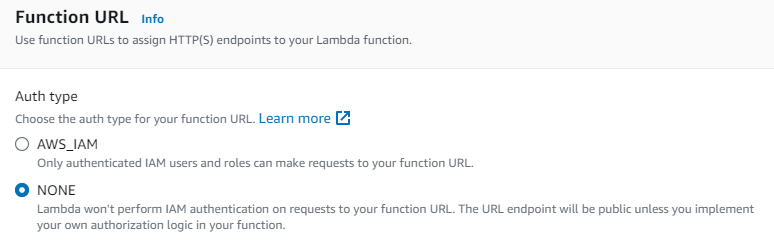 Function URL Info
Use function URLs to assign HTTP(S) endpoints to your Lambda function.
Auth type
Choose the auth type for your function URL. Learn more
AWS_IAM
Only authenticated IAM users and roles can make requests to your function URL.
NONE
Lambda won't perform IAM authentication on requests to your function URL. The URL endpoint will be public unless you implement
your own authorization logic in your function.